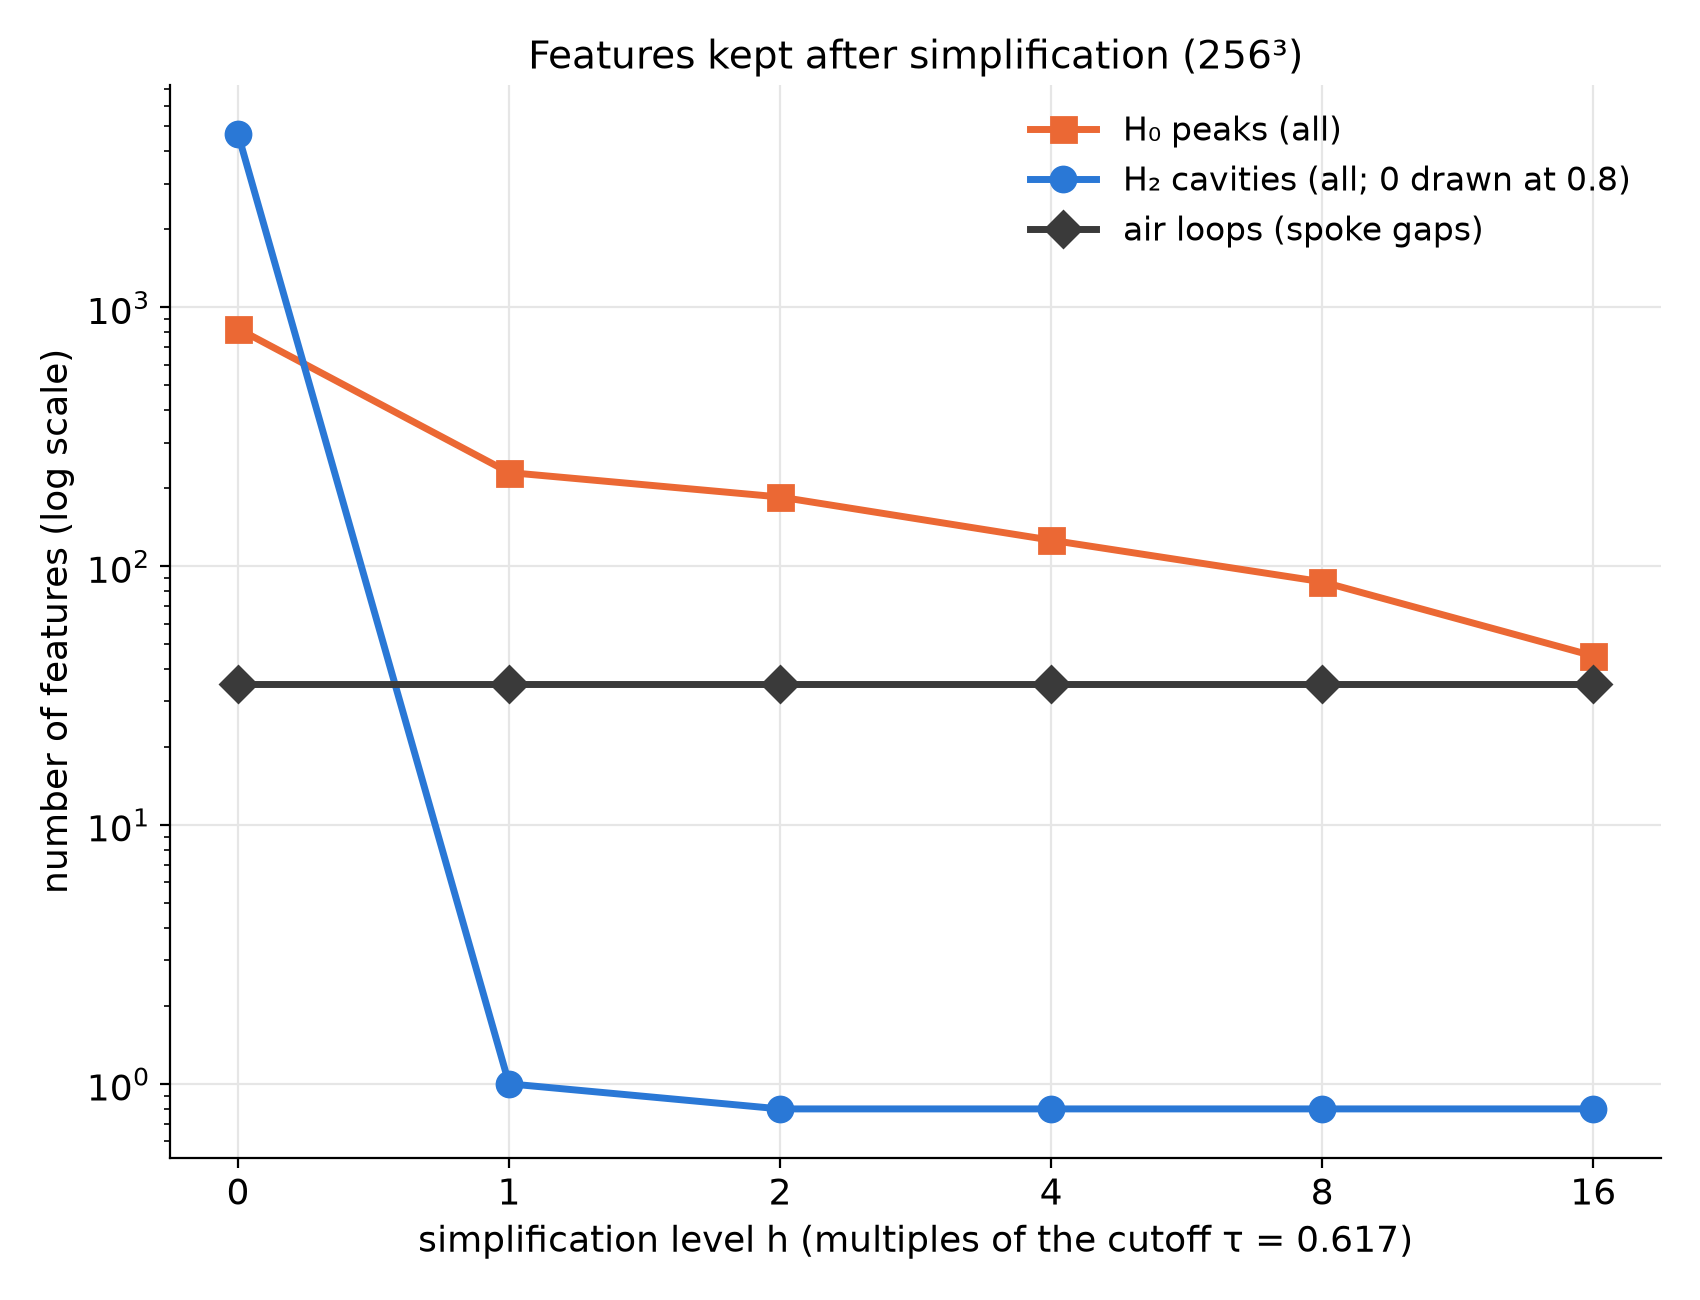 Features kept after simplification (256³)
H₀ peaks (all)
H₂ cavities (all; 0 drawn at 0.8)
air loops (spoke gaps)
number of features (log scale)
10³
10²
10¹
10⁰
0 1 2 4 8 16
simplification level h (multiples of the cutoff τ = 0.617)